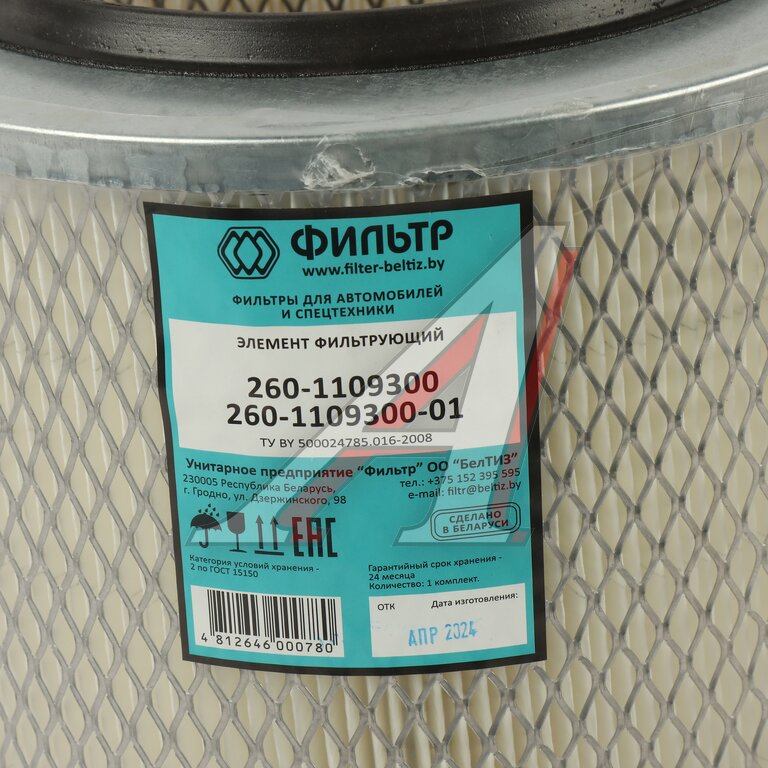 ФИЛЬТР
www.filter-beltiz.by
ФИЛЬТРЫ ДЛЯ АВТОМОБИЛЕЙ
И СПЕЦТЕХНИКИ
ЭЛЕМЕНТ ФИЛЬТРУЮЩИЙ
260-1109300
260-1109300-01
ТУ BY 500024785.016-2008
Унитарное предприятие “Фильтр” ОО “БелТИЗ”
230005 Республика Беларусь,
г. Гродно, ул. Дзержинского, 98
тел.: +375 152 395 595
e-mail: filtr@beltiz.by
СДЕЛАНО
В БЕЛАРУСИ
EAC
Категория условий хранения -
2 по ГОСТ 15150
Гарантийный срок хранения -
24 месяца
Количество: 1 комплект.
ОТК Дата изготовления:
АПР 2024
4 812646 000780